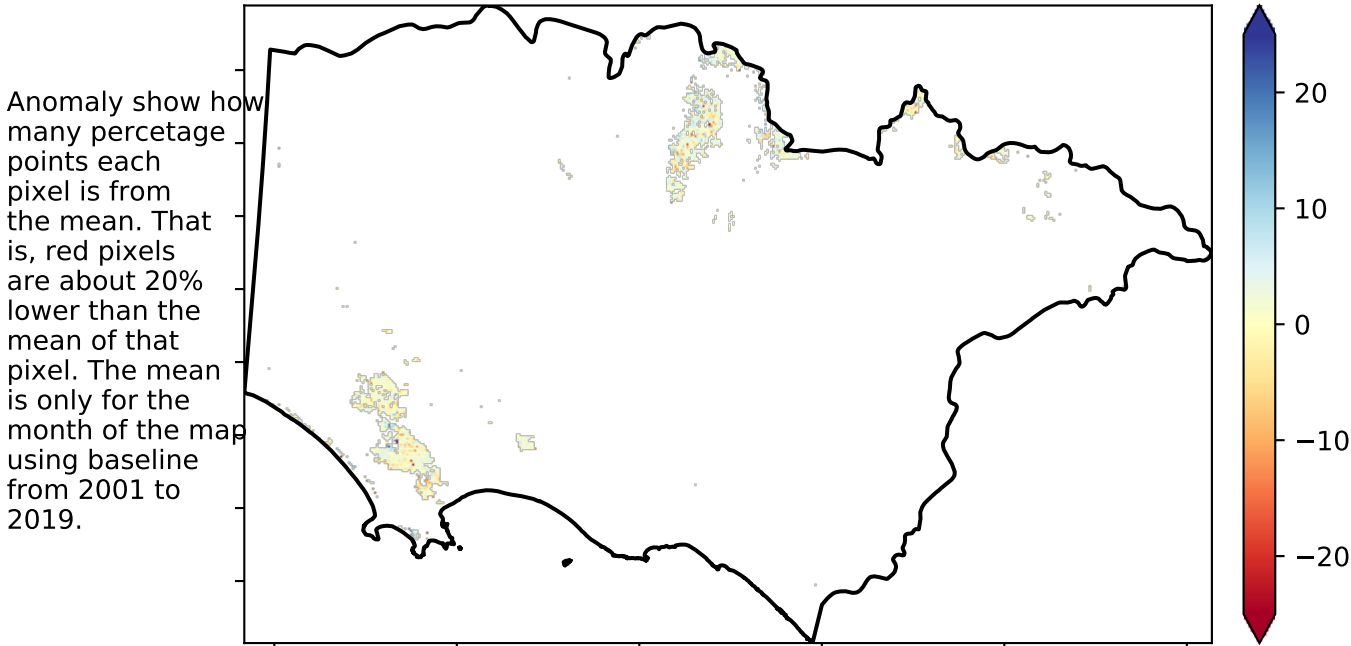 Anomaly show how
many percetage
points each
pixel is from
the mean. That
is, red pixels
are about 20%
lower than the
mean of that
pixel. The mean
is only for the
month of the map
using baseline
from 2001 to
2019.
20
10
0
−10
−20